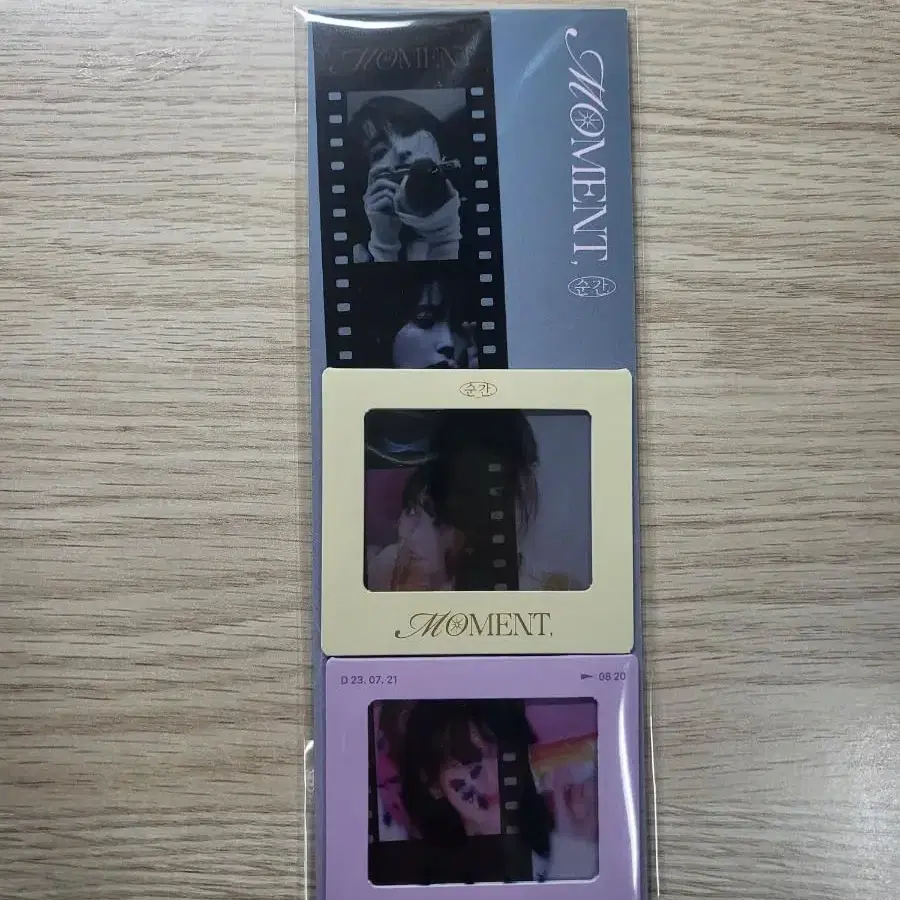 MOMENT
MOMENT,
순간
순간
MOMENT,
D 23. 07. 21
08 20